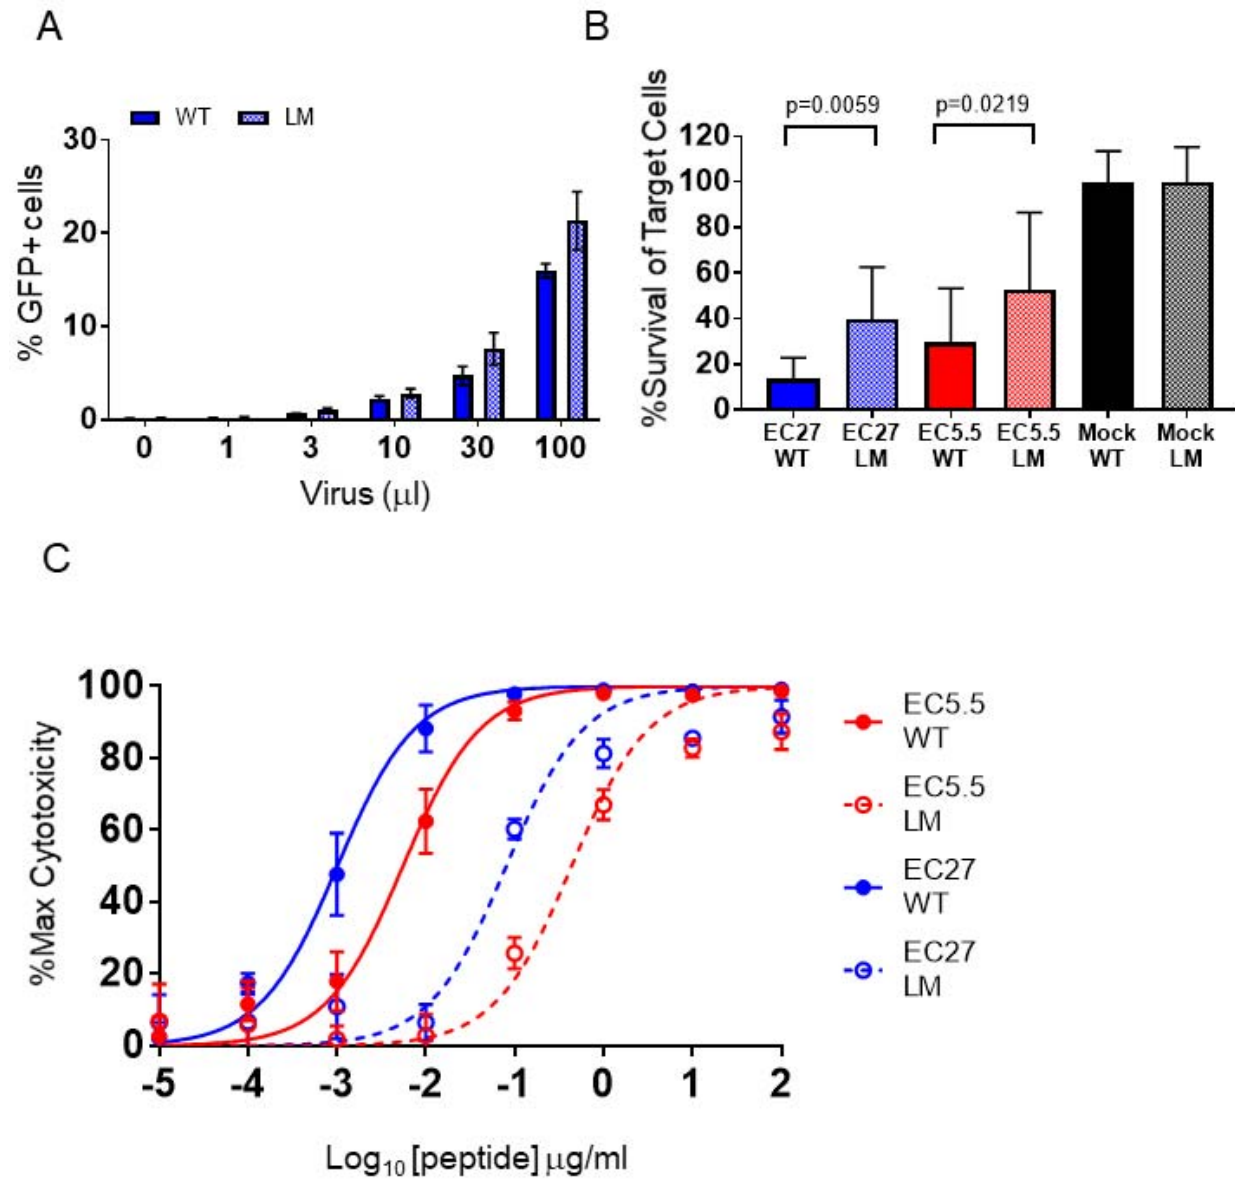 A
WT LM
% GFP+ cells
30
20
10
0
0 1 3 10 30 100
Virus (μl)
B
p=0.0059 p=0.0219
%Survival of Target Cells
120
100
80
60
40
20
0
EC27 EC27 EC5.5 EC5.5 Mock Mock
WT LM WT LM WT LM
C
%Max Cytotoxicity
100
80
60
40
20
0
-5 -4 -3 -2 -1 0 1 2
Log₁₀ [peptide] μg/ml
EC5.5
WT
EC5.5
LM
EC27
WT
EC27
LM